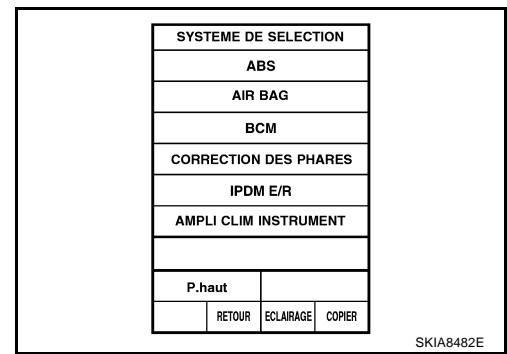 SYSTEME DE SELECTION
ABS
AIR BAG
BCM
CORRECTION DES PHARES
IPDM E/R
AMPLI CLIM INSTRUMENT
P.haut
RETOUR ECLAIRAGE COPIER
SKIA8482E